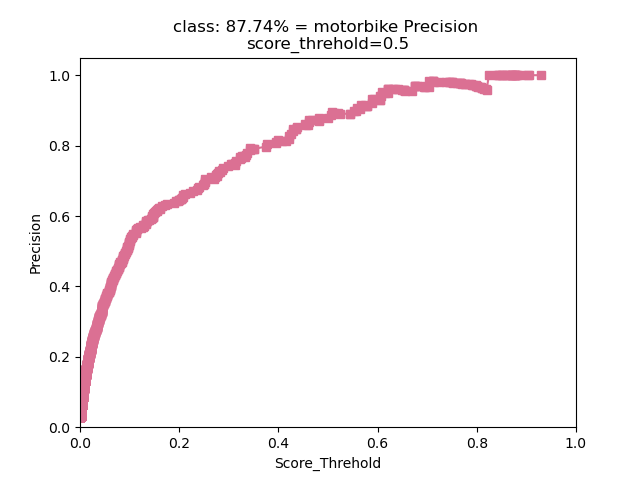 class: 87.74% = motorbike Precision
score_threhold=0.5
Precision
1.0
0.8
0.6
0.4
0.2
0.0
0.0 0.2 0.4 0.6 0.8 1.0
Score_Threhold